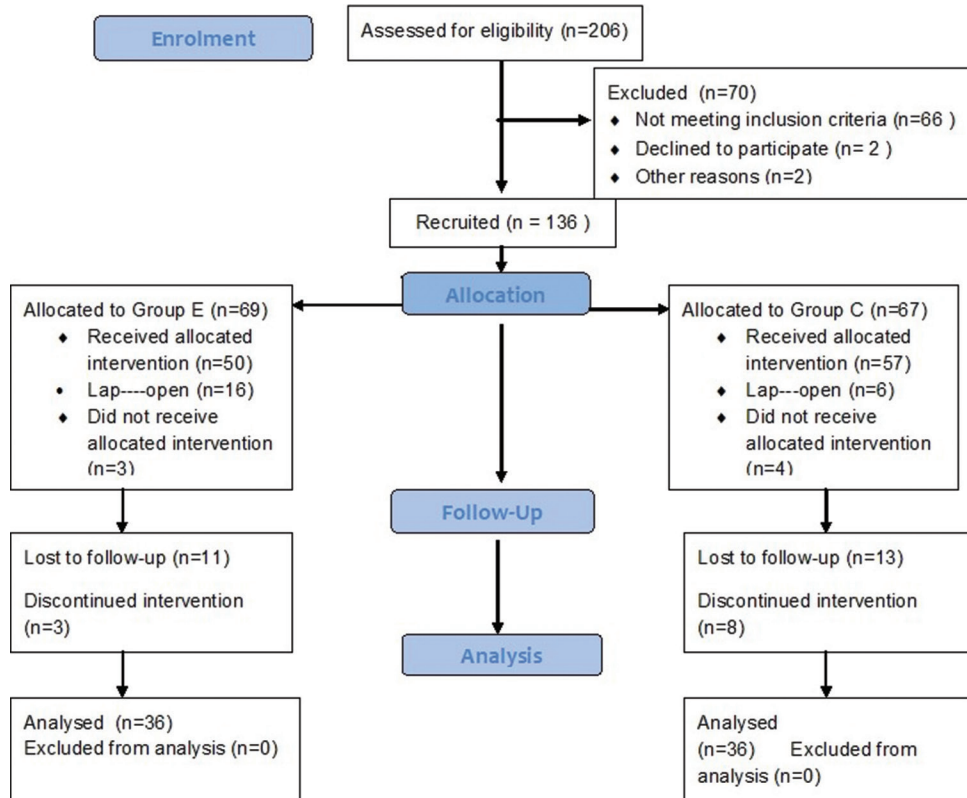 Enrolment
Assessed for eligibility (n=206)
Excluded (n=70)
♦ Not meeting inclusion criteria (n=66 )
♦ Declined to participate (n= 2 )
♦ Other reasons (n=2)
Recruited (n = 136 )
Allocation
Allocated to Group E (n=69)
♦ Received allocated
intervention (n=50)
• Lap----open (n=16)
♦ Did not receive
allocated intervention
(n=3)
Allocated to Group C (n=67)
♦ Received allocated
intervention (n=57)
♦ Lap---open (n=6)
♦ Did not receive
allocated intervention
(n=4)
Follow-Up
Lost to follow-up (n=11)
Discontinued intervention
(n=3)
Lost to follow-up (n=13)
Discontinued intervention
(n=8)
Analysis
Analysed (n=36)
Excluded from analysis (n=0)
Analysed
(n=36) Excluded from
analysis (n=0)